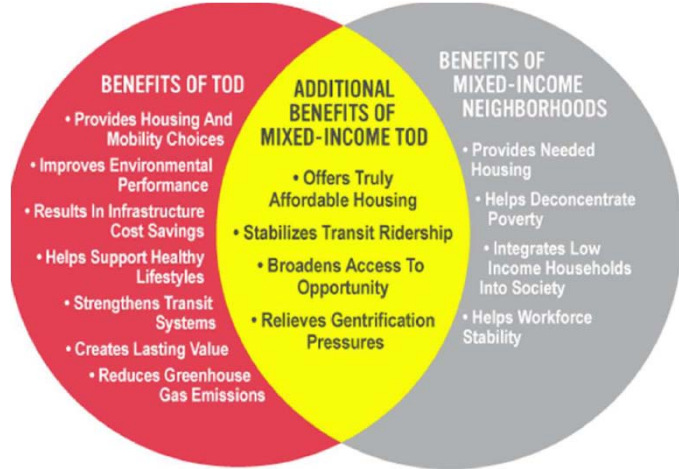 BENEFITS OF TOD
• Provides Housing And
Mobility Choices
• Improves Environmental
Performance
• Results In Infrastructure
Cost Savings
• Helps Support Healthy
Lifestyles
• Strengthens Transit
Systems
• Creates Lasting Value
• Reduces Greenhouse
Gas Emissions
ADDITIONAL
BENEFITS OF
MIXED-INCOME TOD
• Offers Truly
Affordable Housing
• Stabilizes Transit Ridership
• Broadens Access To
Opportunity
• Relieves Gentrification
Pressures
BENEFITS OF
MIXED-INCOME
NEIGHBORHOODS
• Provides Needed
Housing
• Helps Deconcentrate
Poverty
• Integrates Low
Income Households
Into Society
• Helps Workforce
Stability